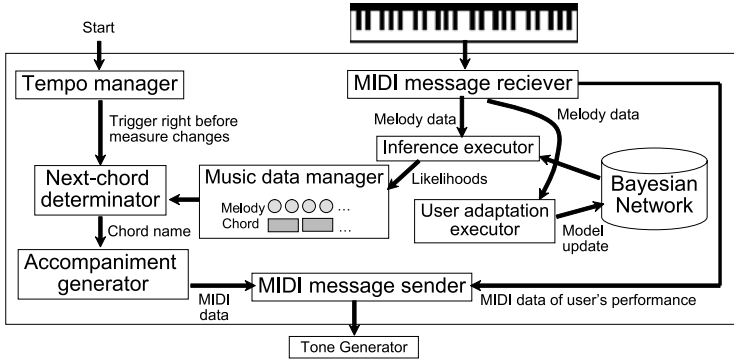 Start
Tempo manager
MIDI message reciever
Trigger right before
measure changes
Melody data
Melody data
Inference executor
Next-chord
determinator
Music data manager
Melody ...
Chord ...
Likelihoods
User adaptation
executor
Bayesian
Network
Model
update
Chord name
Accompaniment
generator
MIDI
data
MIDI message sender
MIDI data of user's performance
Tone Generator